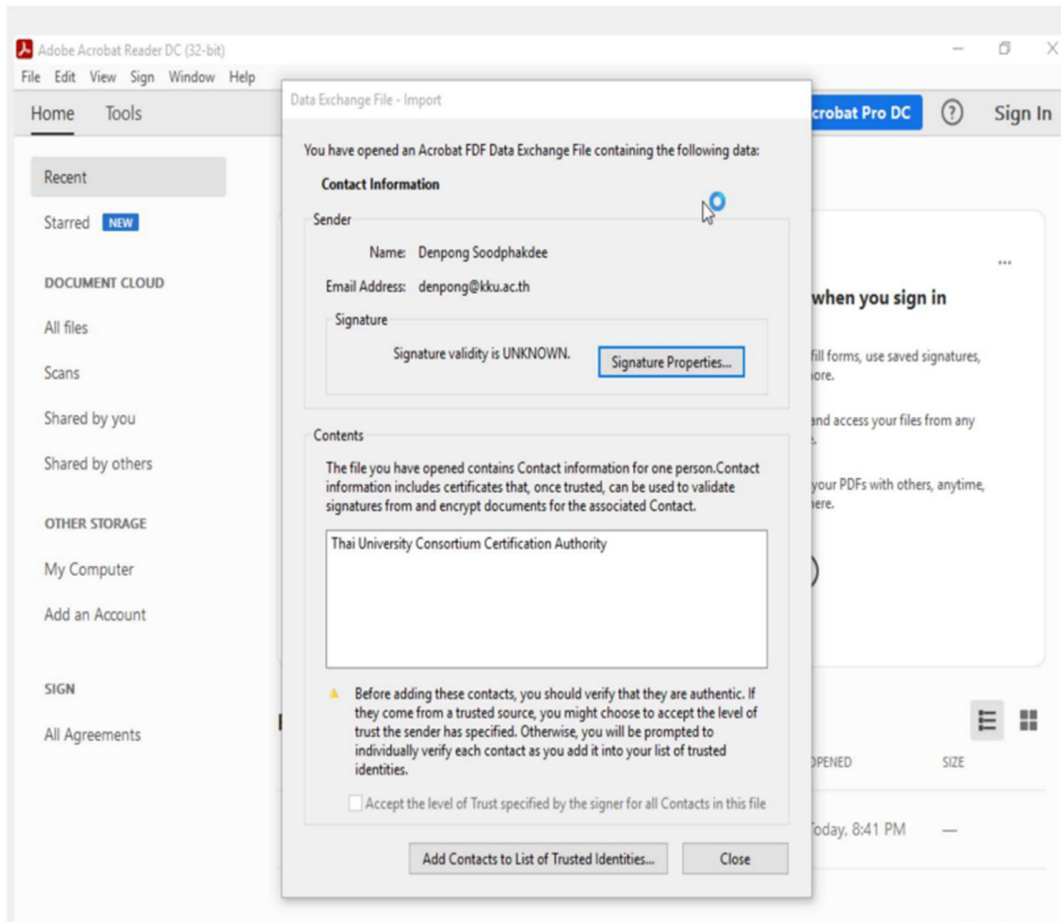 Adobe Acrobat Reader DC (32-bit)
File Edit View Sign Window Help
Home Tools
crobat Pro DC
?
Sign In
Recent
Starred NEW
DOCUMENT CLOUD
All files
Scans
Shared by you
Shared by others
OTHER STORAGE
My Computer
Add an Account
SIGN
All Agreements
Data Exchange File - Import
You have opened an Acrobat FDF Data Exchange File containing the following data:
Contact Information
Sender
Name: Denpong Soodphakdee
Email Address: denpong@kku.ac.th
Signature
Signature validity is UNKNOWN.
Signature Properties...
Contents
The file you have opened contains Contact information for one person.Contact
information includes certificates that, once trusted, can be used to validate
signatures from and encrypt documents for the associated Contact.
Thai University Consortium Certification Authority
Before adding these contacts, you should verify that they are authentic. If
they come from a trusted source, you might choose to accept the level of
trust the sender has specified. Otherwise, you will be prompted to
individually verify each contact as you add it into your list of trusted
identities.
Accept the level of Trust specified by the signer for all Contacts in this file
Add Contacts to List of Trusted Identities...
Close
...
when you sign in
fill forms, use saved signatures,
ore.
and access your files from any
your PDFs with others, anytime,
here.
OPENED SIZE
Today, 8:41 PM —